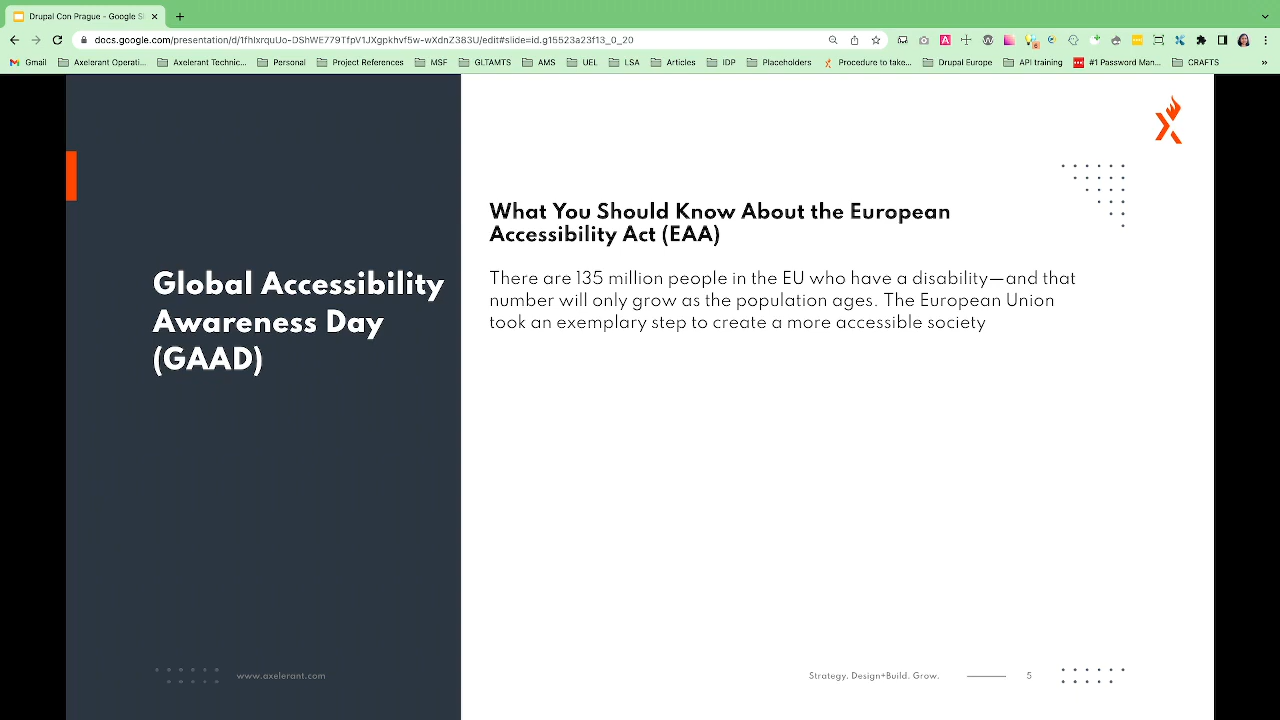 Drupal Con Prague - Google Sl
docs.google.com/presentation/d/1fhIxrquUo-DShWE779TfpV1JXgpkhvf5w-wXdnZ383U/edit#slide=id.g15523a23f13_0_20
Gmail Axelerant Operati... Axelerant Technic... Personal Project References MSF GLTAMTS AMS UEL LSA Articles IDP Placeholders Procedure to take... Drupal Europe API training #1 Password Man... CRAFTS
Global Accessibility
Awareness Day
(GAAD)
What You Should Know About the European
Accessibility Act (EAA)
There are 135 million people in the EU who have a disability—and that
number will only grow as the population ages. The European Union
took an exemplary step to create a more accessible society
www.axelerant.com
Strategy. Design+Build. Grow. 5